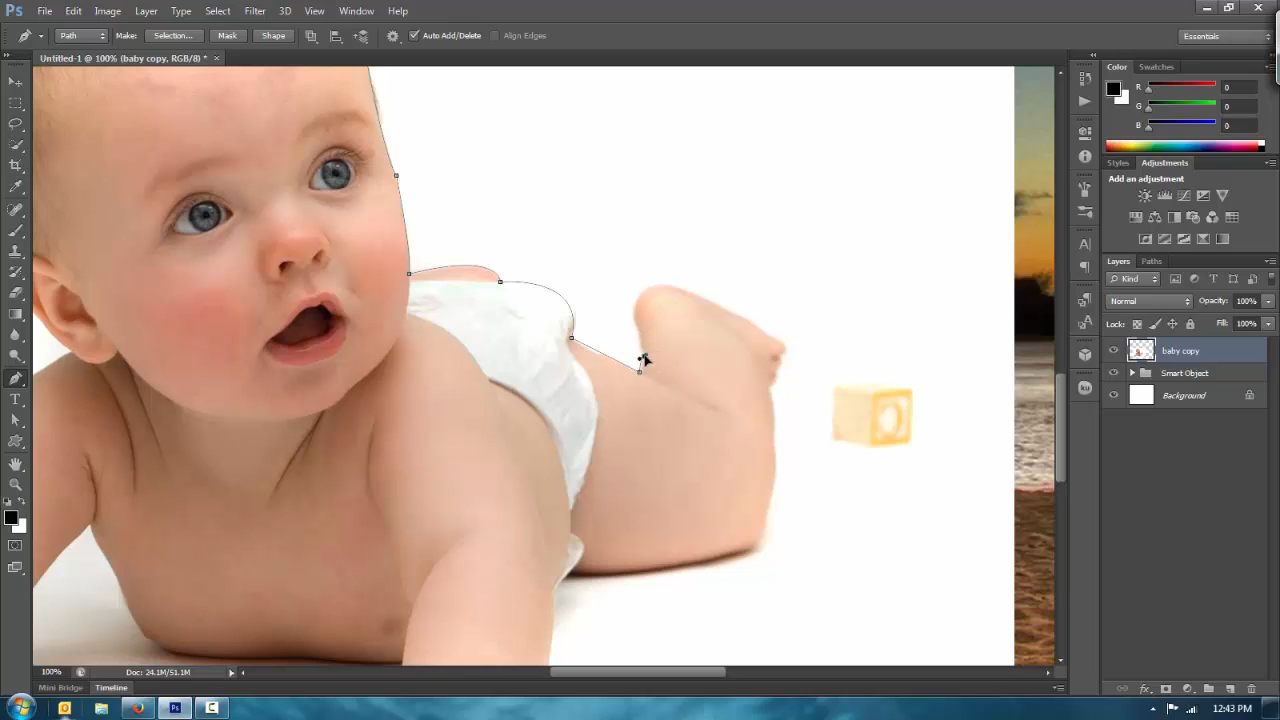 Ps File Edit Image Layer Type Select Filter 3D View Window Help
Path Make: Selection... Mask Shape Auto Add/Delete Align Edges Essentials
Untitled-1 @ 100% (baby copy, RGB/8) * ×
Color Swatches
R 0
G 0
B 0
Styles Adjustments
Add an adjustment
Layers Paths
Kind
Normal Opacity: 100%
Lock: Fill: 100%
baby copy
Smart Object
Background
ku
100% Doc: 24.1M/51.1M
Mini Bridge Timeline
Ps 12:43 PM